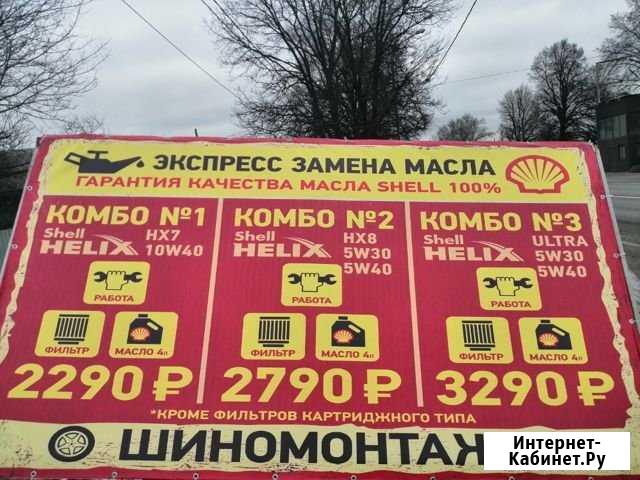 ЭКСПРЕСС ЗАМЕНА МАСЛА
ГАРАНТИЯ КАЧЕСТВА МАСЛА SHELL 100%
КОМБО №1
Shell HELIX
HX7
10W40
РАБОТА
ФИЛЬТР
МАСЛО 4л
2290 ₽
КОМБО №2
Shell HELIX
HX8
5W30
5W40
РАБОТА
ФИЛЬТР
МАСЛО 4л
2790 ₽
КОМБО №3
Shell HELIX
ULTRA
5W30
5W40
РАБОТА
ФИЛЬТР
МАСЛО 4л
3290 ₽
*КРОМЕ ФИЛЬТРОВ КАРТРИДЖНОГО ТИПА
ШИНОМОНТАЖ
Интернет-
Кабинет.Ру